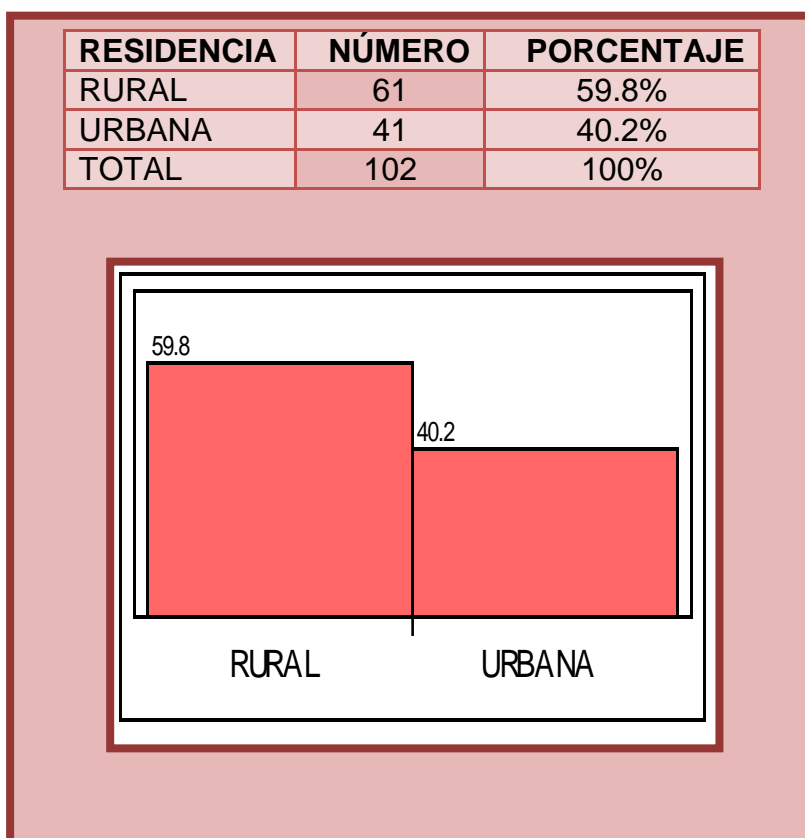 RESIDENCIA NÚMERO PORCENTAJE
RURAL 61 59.8%
URBANA 41 40.2%
TOTAL 102 100%
59.8
40.2
RURAL URBANA